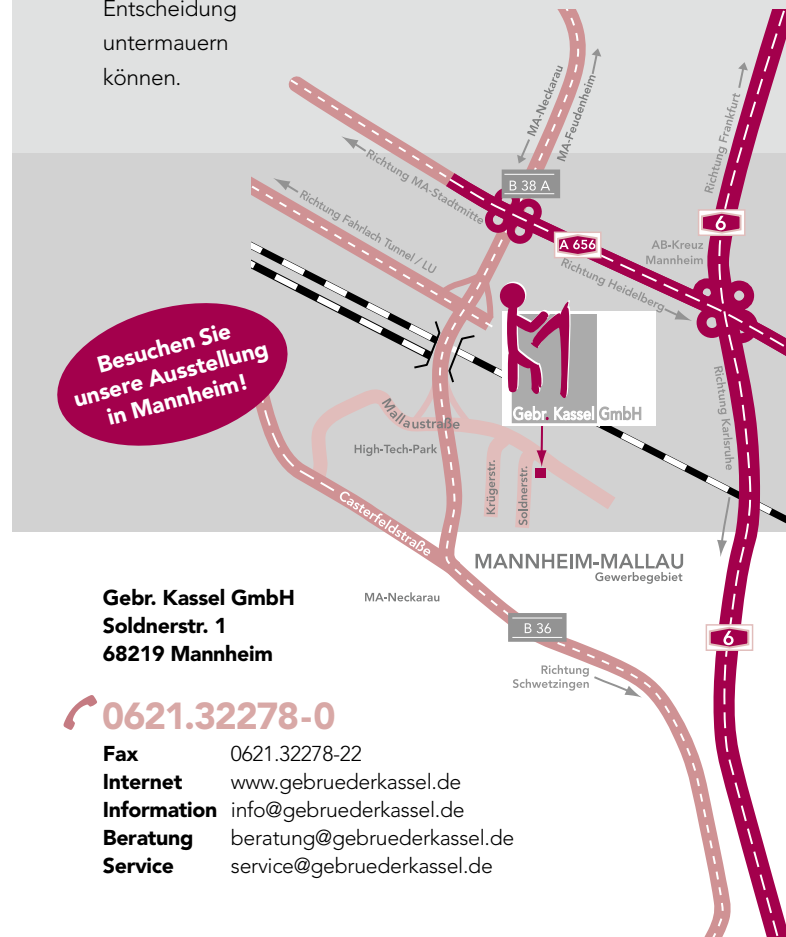 Entscheidung
untermauern
können.
MA-Neckarau
MA-Feudenheim
Richtung Frankfurt
Richtung MA-Stadtmitte
B 38 A
6
Richtung Fahrlach Tunnel / LU
A 656
AB-Kreuz
Mannheim
Richtung Heidelberg
Besuchen Sie
unsere Ausstellung
in Mannheim!
Gebr. Kassel GmbH
Mallaustraße
High-Tech-Park
Krügerstr.
Soldnerstr.
Richtung Karlsruhe
Casterfeldstraße
MANNHEIM-MALLAU
Gewerbegebiet
MA-Neckarau
B 36
6
Richtung
Schwetzingen
Gebr. Kassel GmbH
Soldnerstr. 1
68219 Mannheim
0621.32278-0
Fax 0621.32278-22
Internet www.gebruederkassel.de
Information info@gebruederkassel.de
Beratung beratung@gebruederkassel.de
Service service@gebruederkassel.de